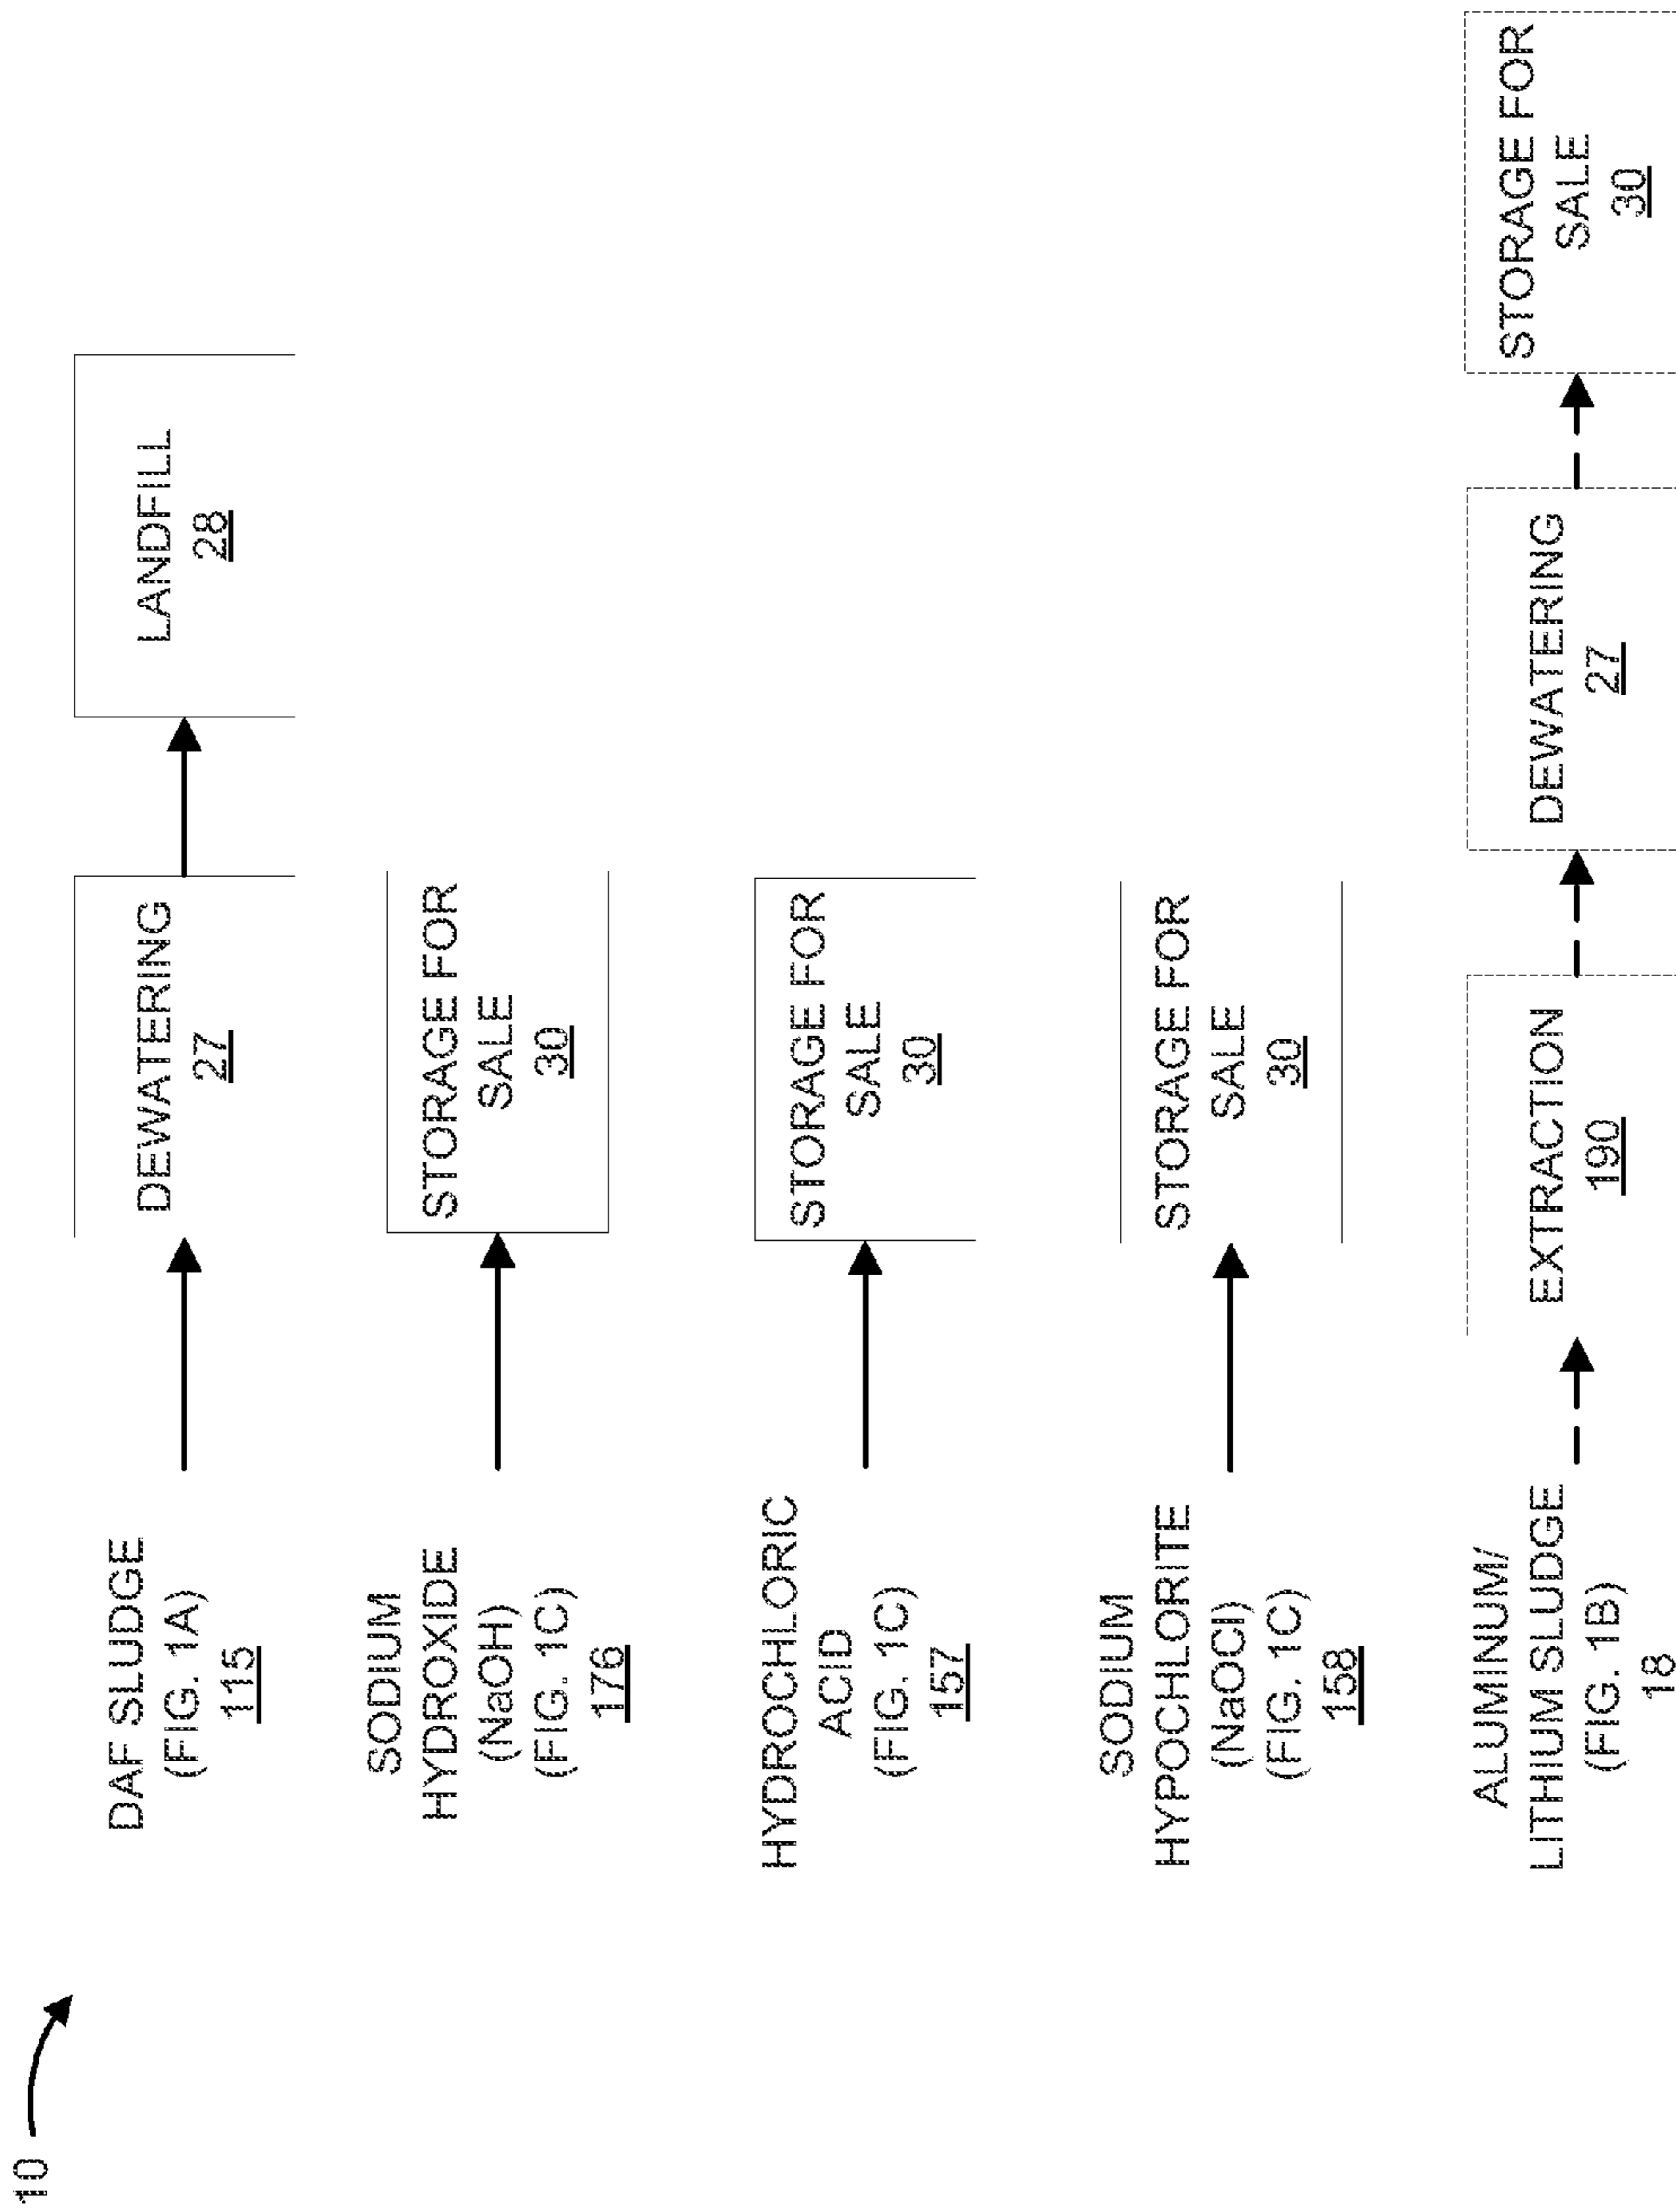 10
DAF SLUDGE
(FIG. 1A)
115
DEWATERING
27
LANDFILL
28
SODIUM
HYDROXIDE
(NaOH)
(FIG. 1C)
176
STORAGE FOR
SALE
30
HYDROCHLORIC
ACID
(FIG. 1C)
157
STORAGE FOR
SALE
30
SODIUM
HYPOCHLORITE
(NaOCl)
(FIG. 1C)
158
STORAGE FOR
SALE
30
ALUMINUM/
LITHIUM SLUDGE
(FIG. 1B)
18
EXTRACTION
190
DEWATERING
27
STORAGE FOR
SALE
30